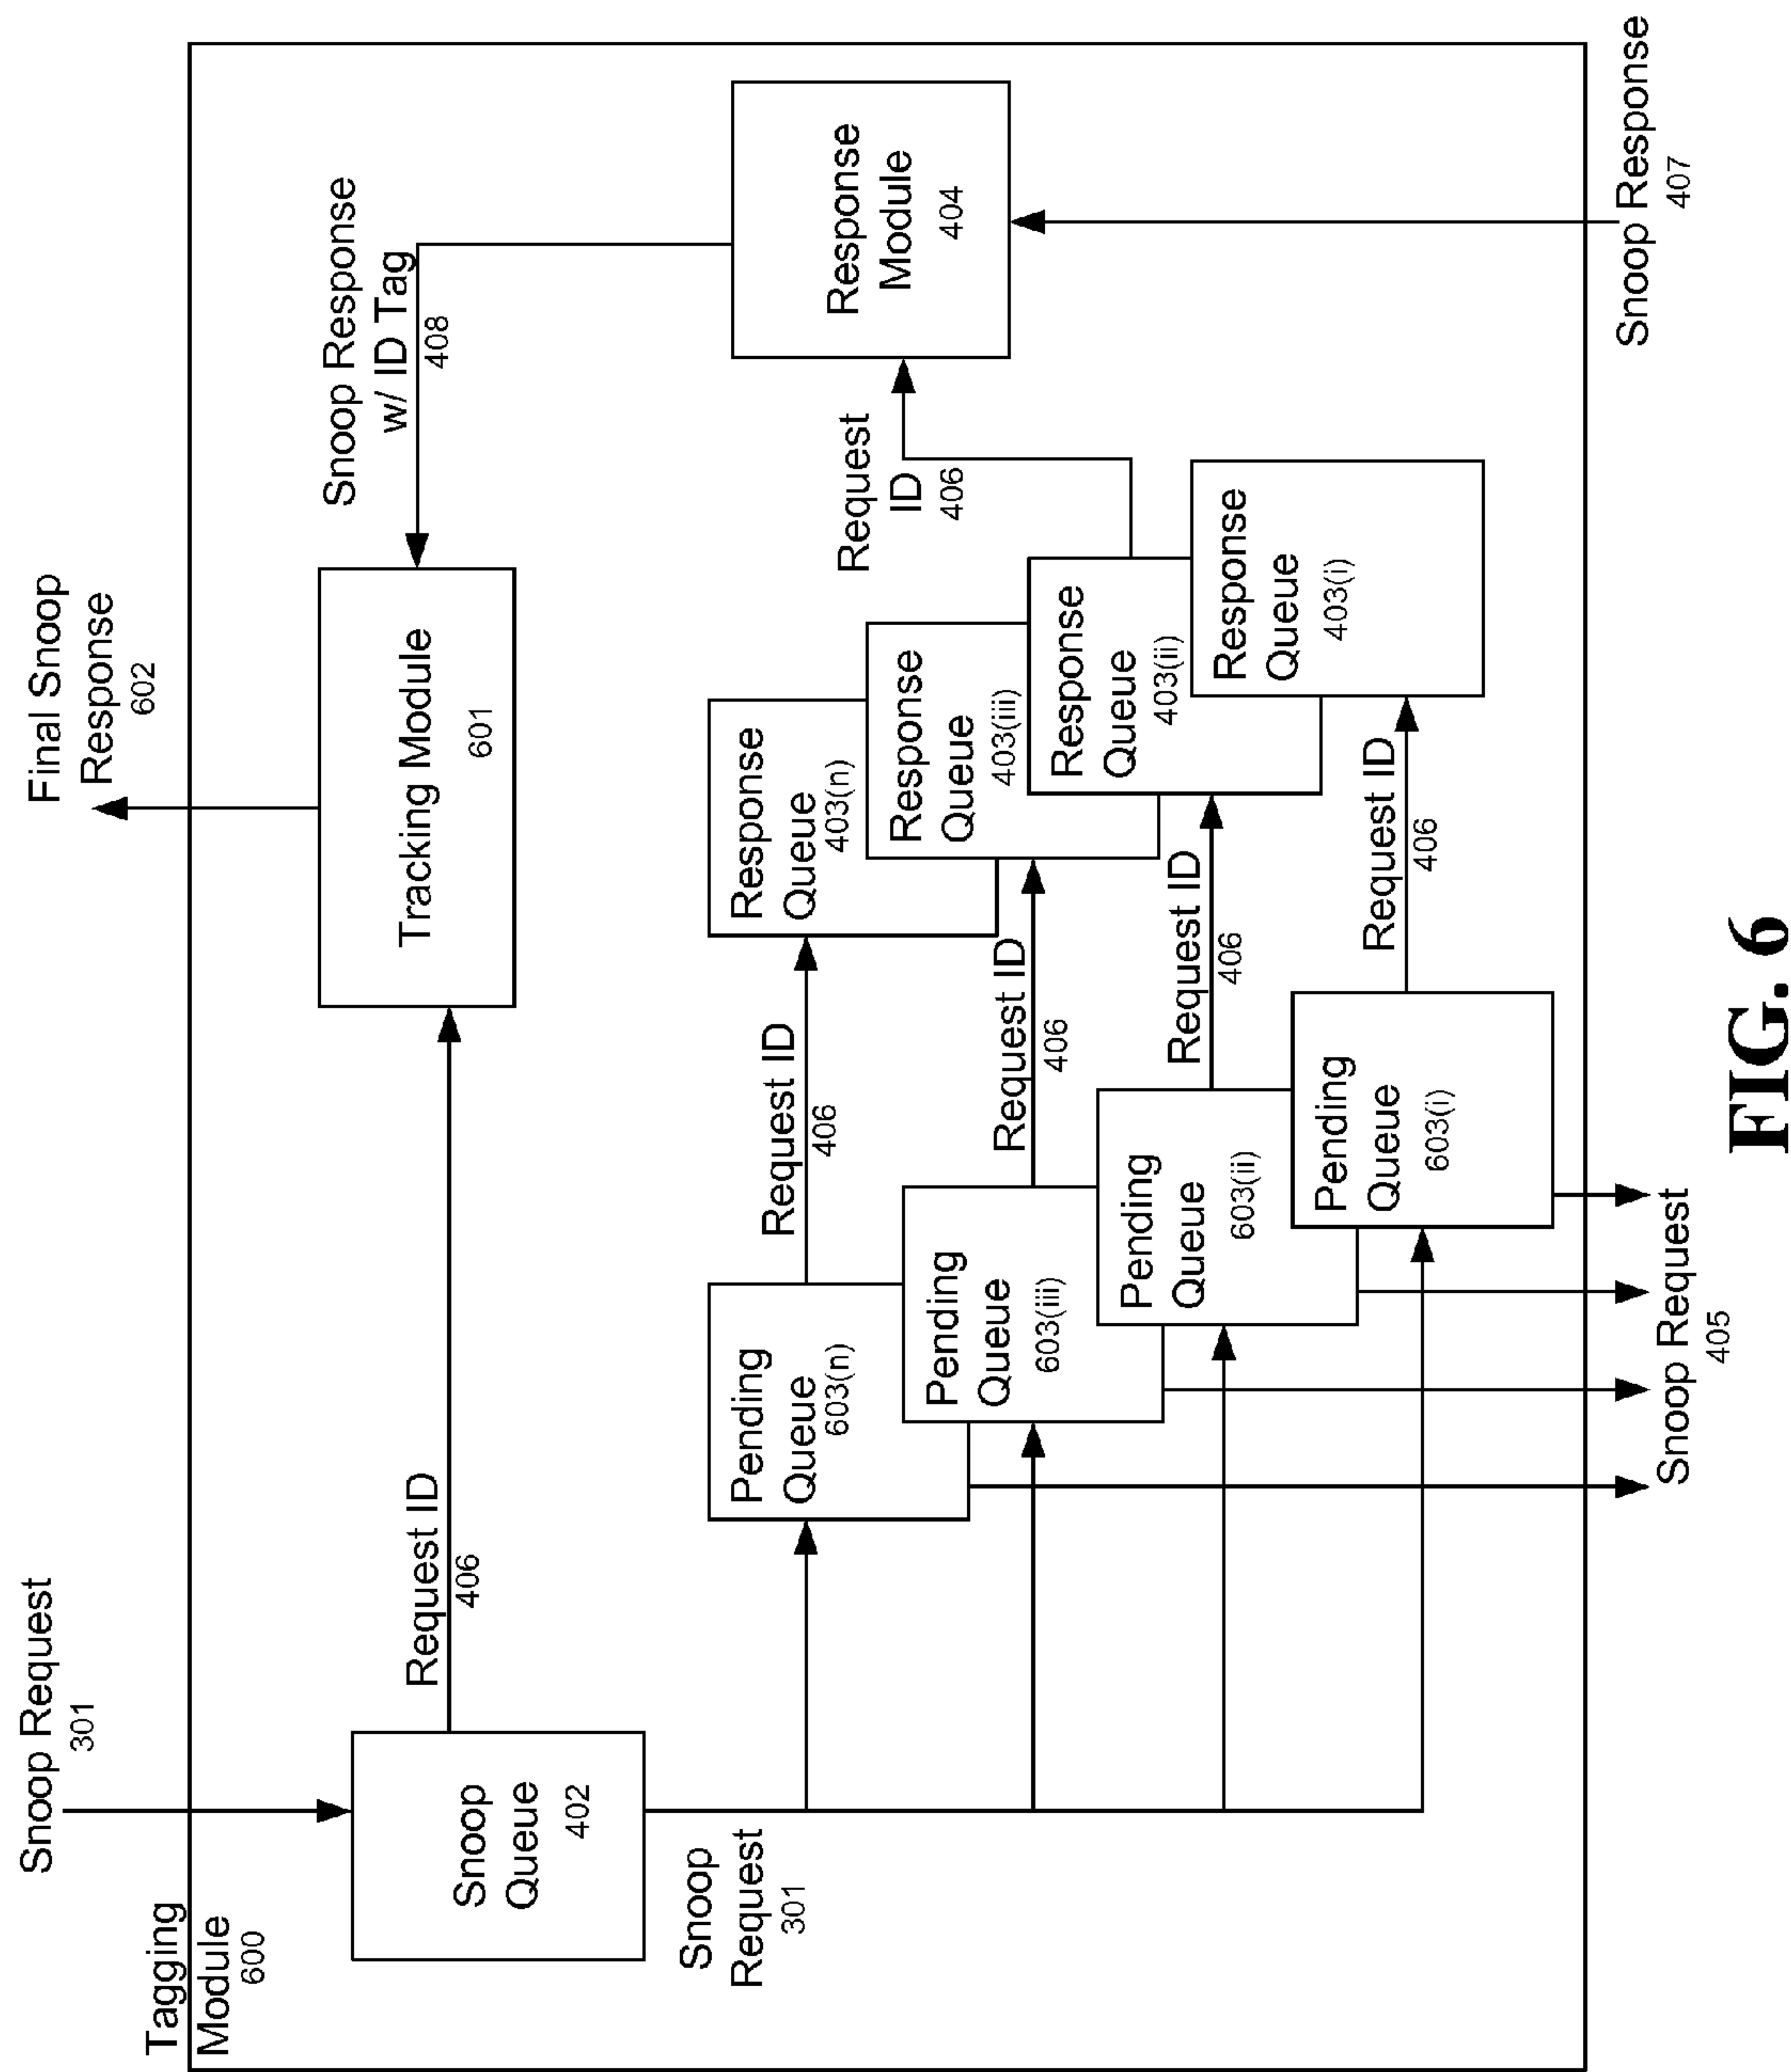 Snoop Request
301
Final Snoop
Response
602
Tagging
Module
600
Snoop
Queue
402
Request ID
406
Tracking Module
601
Snoop Response
w/ ID Tag
408
Snoop
Request
301
Pending
Queue
603(n)
Request ID
406
Response
Queue
403(n)
Request
ID
406
Response
Module
404
Pending
Queue
603(iii)
Request ID
406
Response
Queue
403(iii)
Pending
Queue
603(ii)
Request ID
406
Response
Queue
403(ii)
Pending
Queue
603(i)
Request ID
406
Response
Queue
403(i)
Snoop Request
405
Snoop Response
407
FIG. 6